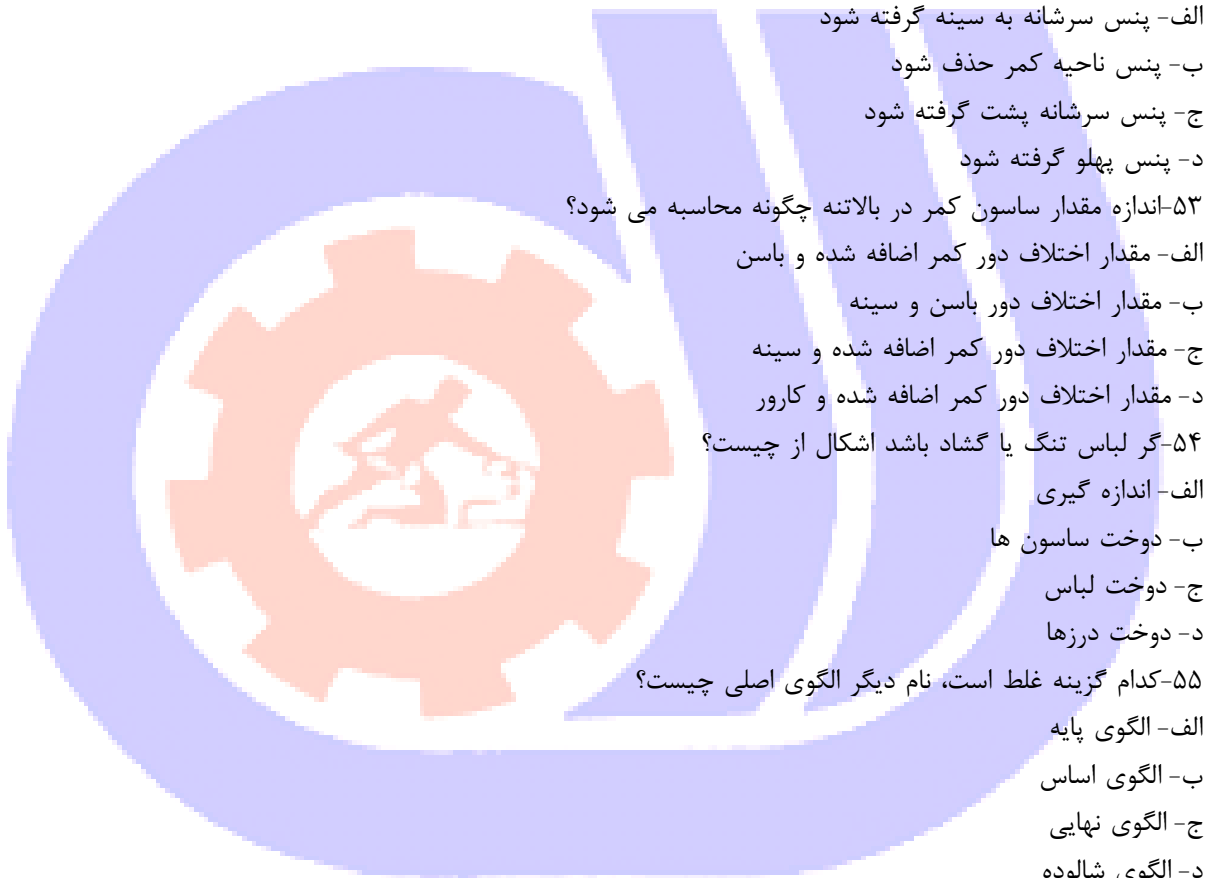 الف- پنس سرشانه به سینه گرفته شود
ب- پنس ناحیه کمر حذف شود
ج- پنس سرشانه پشت گرفته شود
د- پنس پهلو گرفته شود
۵۳-اندازه مقدار ساسون کمر در بالاتنه چگونه محاسبه می شود؟
الف- مقدار اختلاف دور کمر اضافه شده و باسن
ب- مقدار اختلاف دور باسن و سینه
ج- مقدار اختلاف دور کمر اضافه شده و سینه
د- مقدار اختلاف دور کمر اضافه شده و کارور
۵۴-گر لباس تنگ یا گشاد باشد اشکال از چیست؟
الف- اندازه گیری
ب- دوخت ساسون ها
ج- دوخت لباس
د- دوخت درزها
۵۵-کدام گزینه غلط است، نام دیگر الگوی اصلی چیست؟
الف- الگوی پایه
ب- الگوی اساس
ج- الگوی نهایی
د- الگوی شالوده